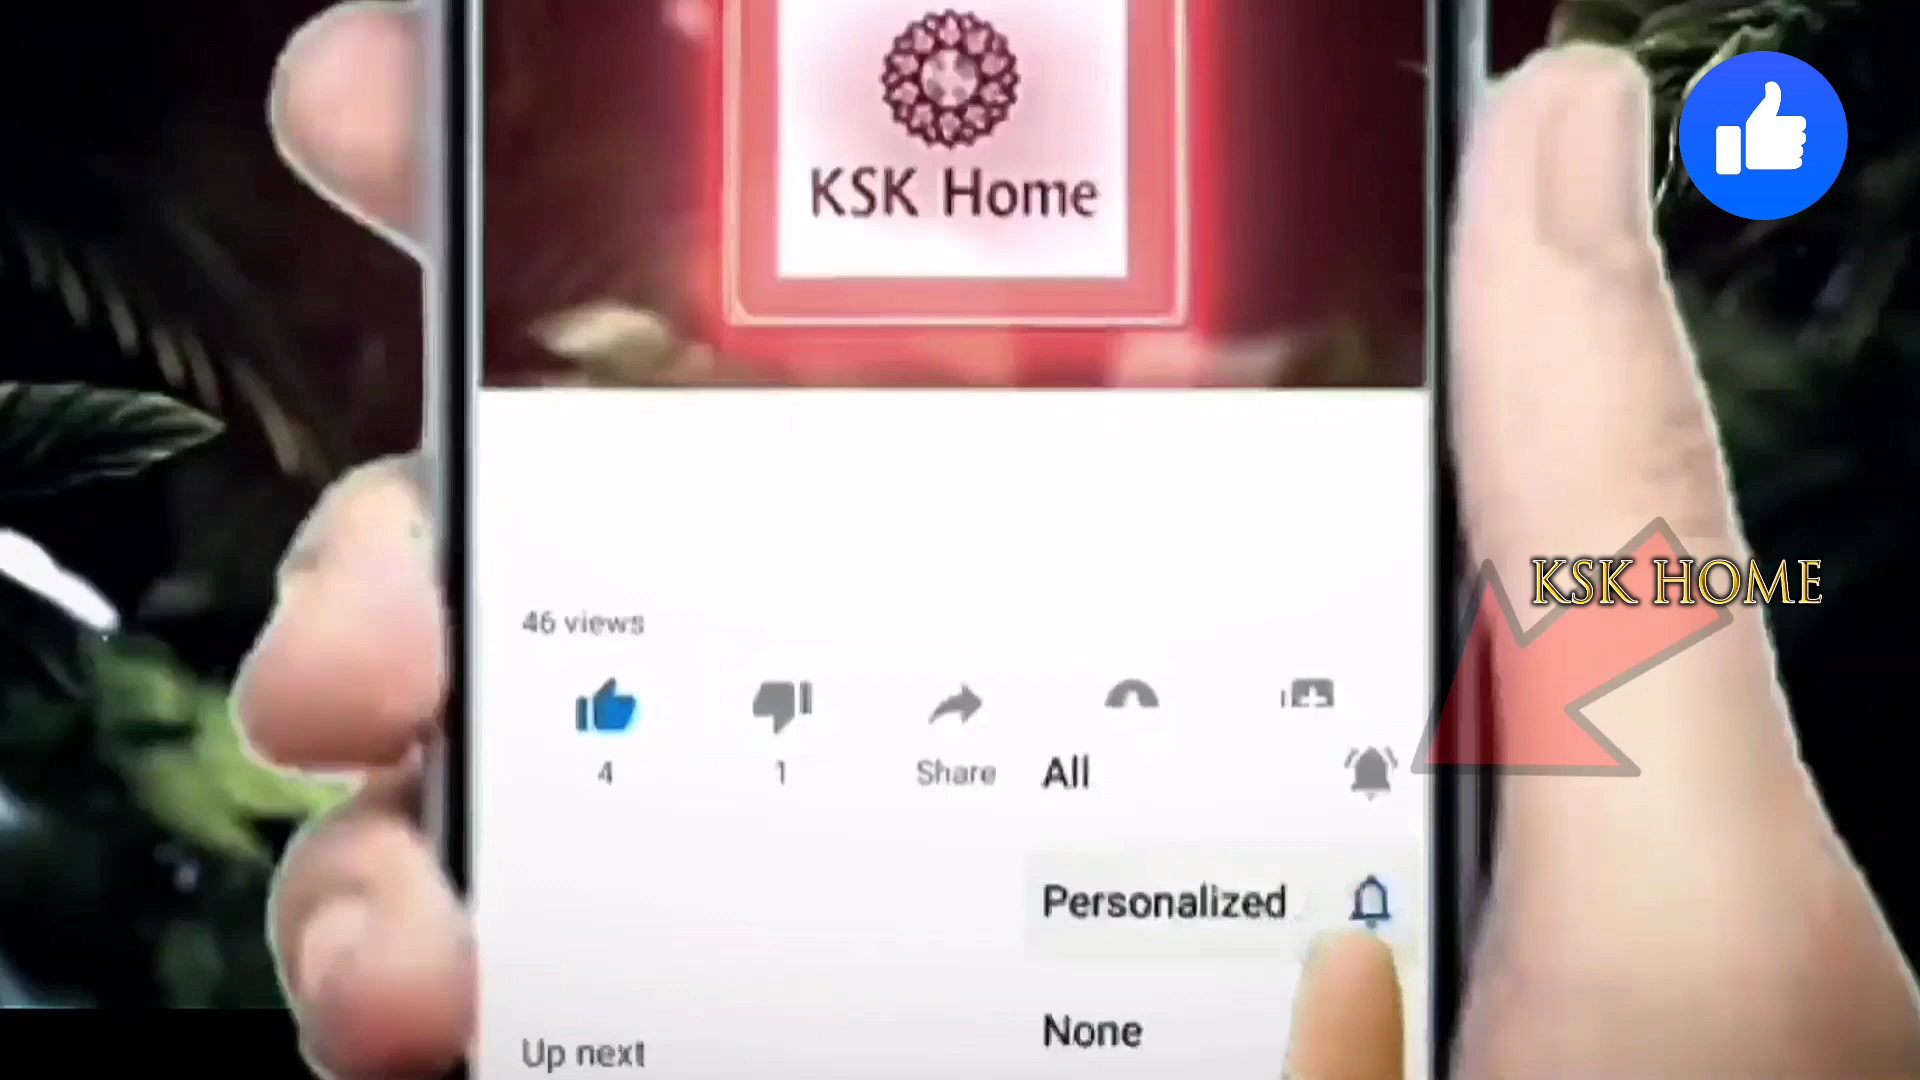 KSK Home
KSK HOME
46 views
4
1
Share
All
Personalized
None
Up next